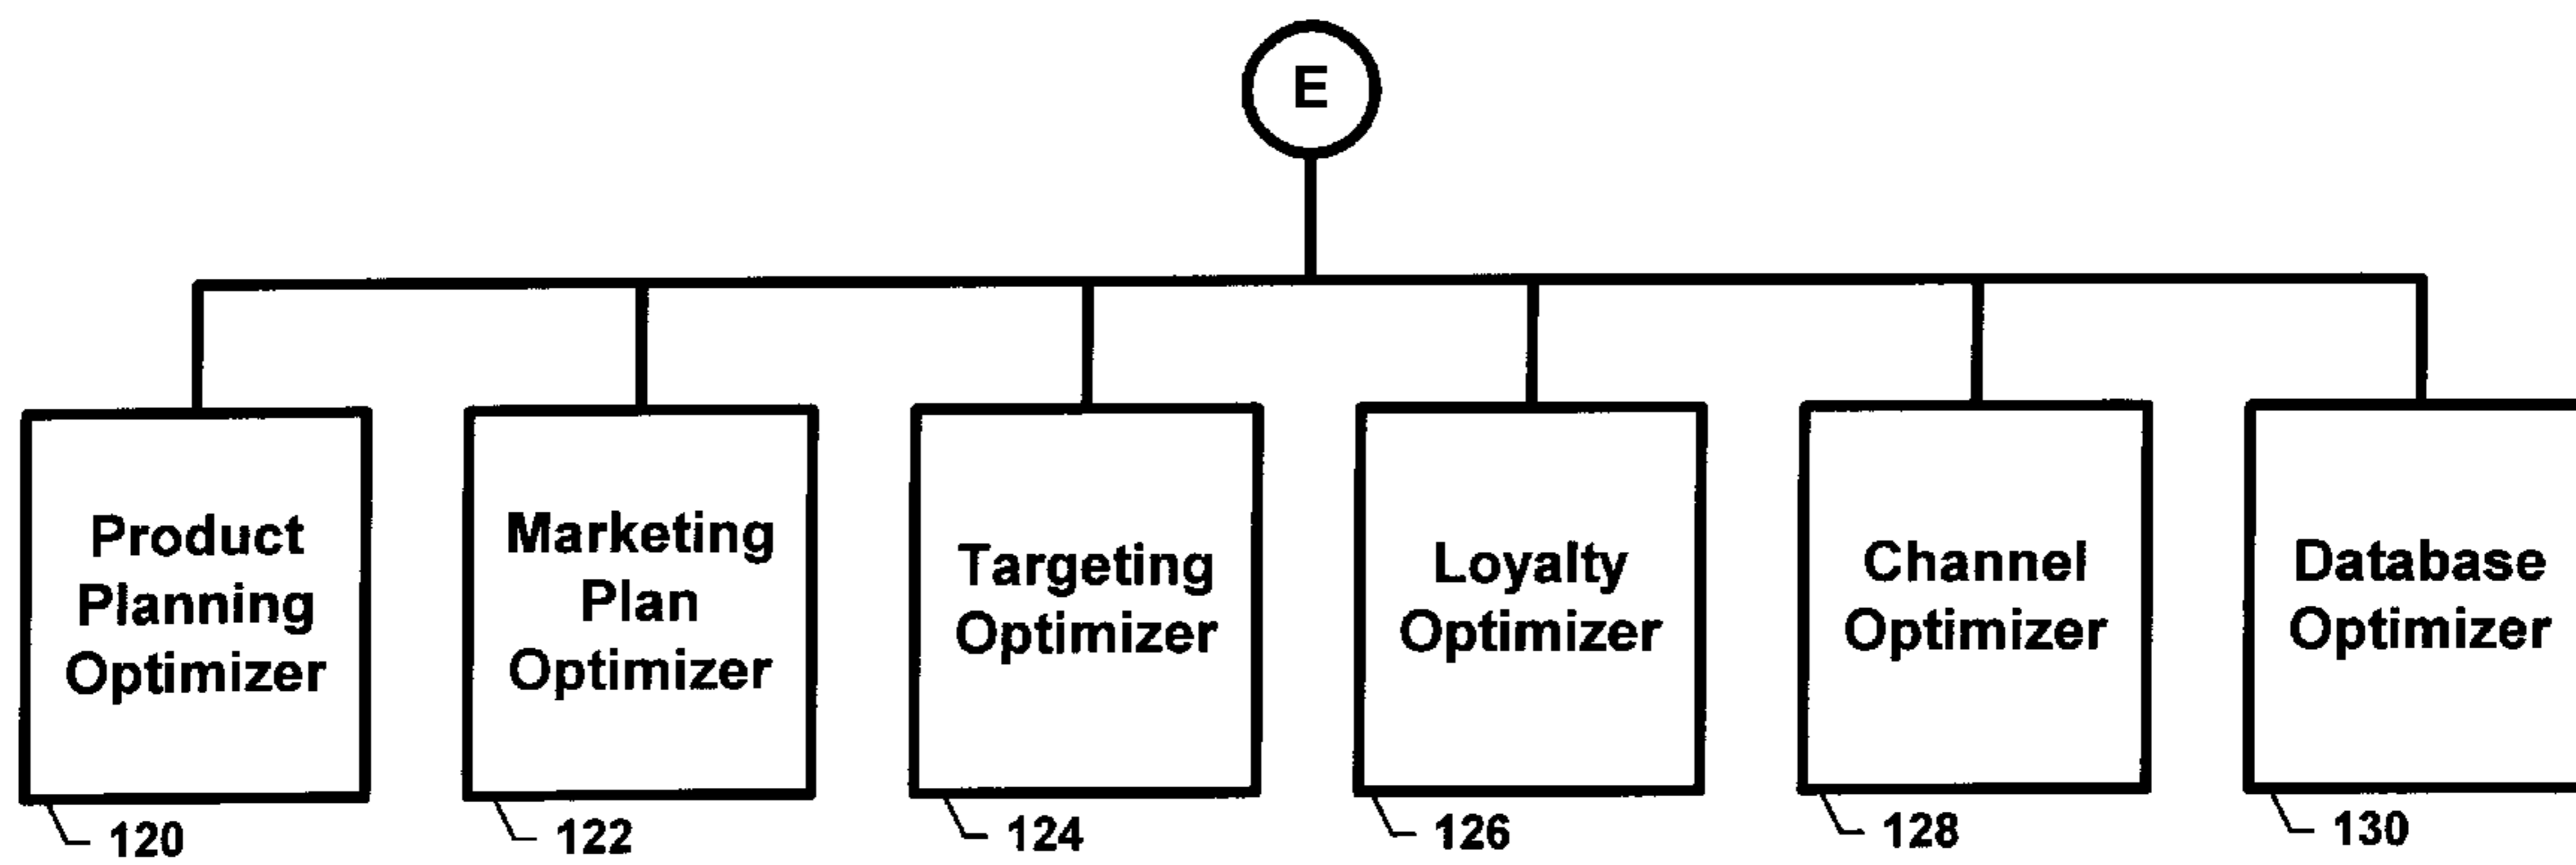 E
Product
Planning
Optimizer
120
Marketing
Plan
Optimizer
122
Targeting
Optimizer
124
Loyalty
Optimizer
126
Channel
Optimizer
128
Database
Optimizer
130